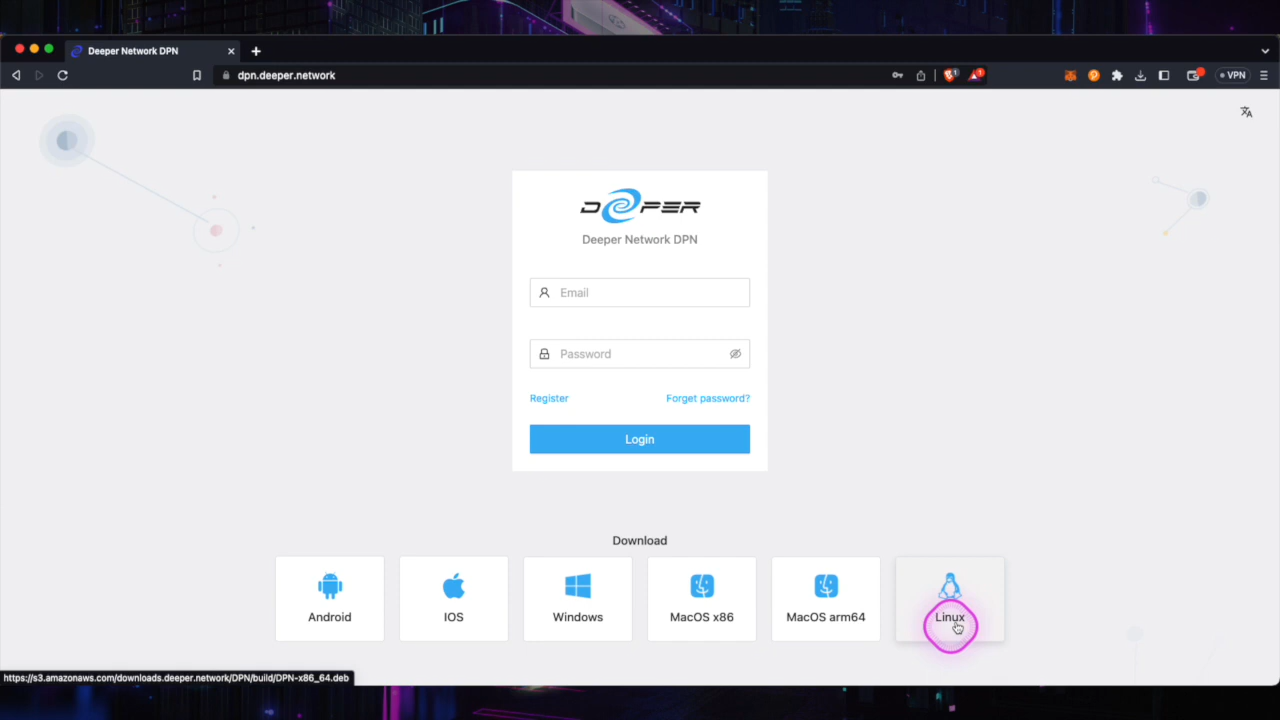 Deeper Network DPN
dpn.deeper.network
1
1
VPN
DEEPER
Deeper Network DPN
Email
Password
Register
Forget password?
Login
Download
Android
IOS
Windows
MacOS x86
MacOS arm64
Linux
https://s3.amazonaws.com/downloads.deeper.network/DPN/build/DPN-x86_64.deb